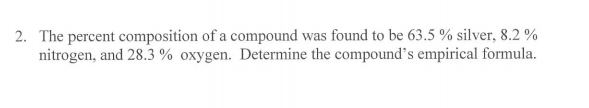 2. The percent composition of a compound was found to be 63.5 % silver, 8.2 %
nitrogen, and 28.3 % oxygen. Determine the compound's empirical formula.